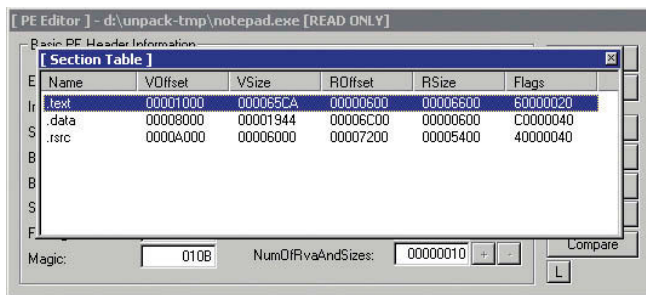 [ PE Editor ] - d:\unpack-tmp\notepad.exe [READ ONLY]
Basic PE Header Information
[ Section Table ]
Name VOffset VSize ROffset RSize Flags
.text 00001000 000065CA 00000600 00006600 60000020
.data 00008000 00001944 00006C00 00000600 C0000040
.rsrc 0000A000 00006000 00007200 00005400 40000040
E
Ir
S
B
B
S
F
Compare
Magic: 010B NumOfRvaAndSizes: 00000010 + -
L